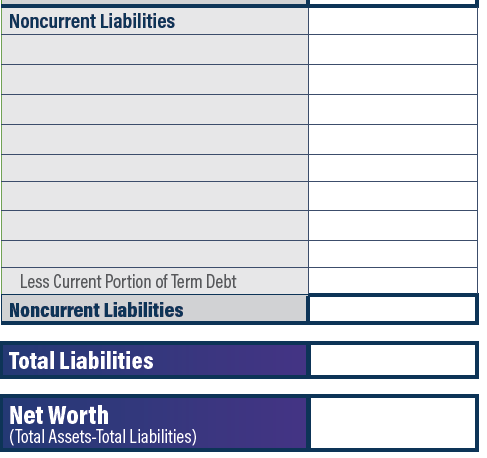 Noncurrent Liabilities
Less Current Portion of Term Debt
Noncurrent Liabilities
Total Liabilities
Net Worth
(Total Assets-Total Liabilities)